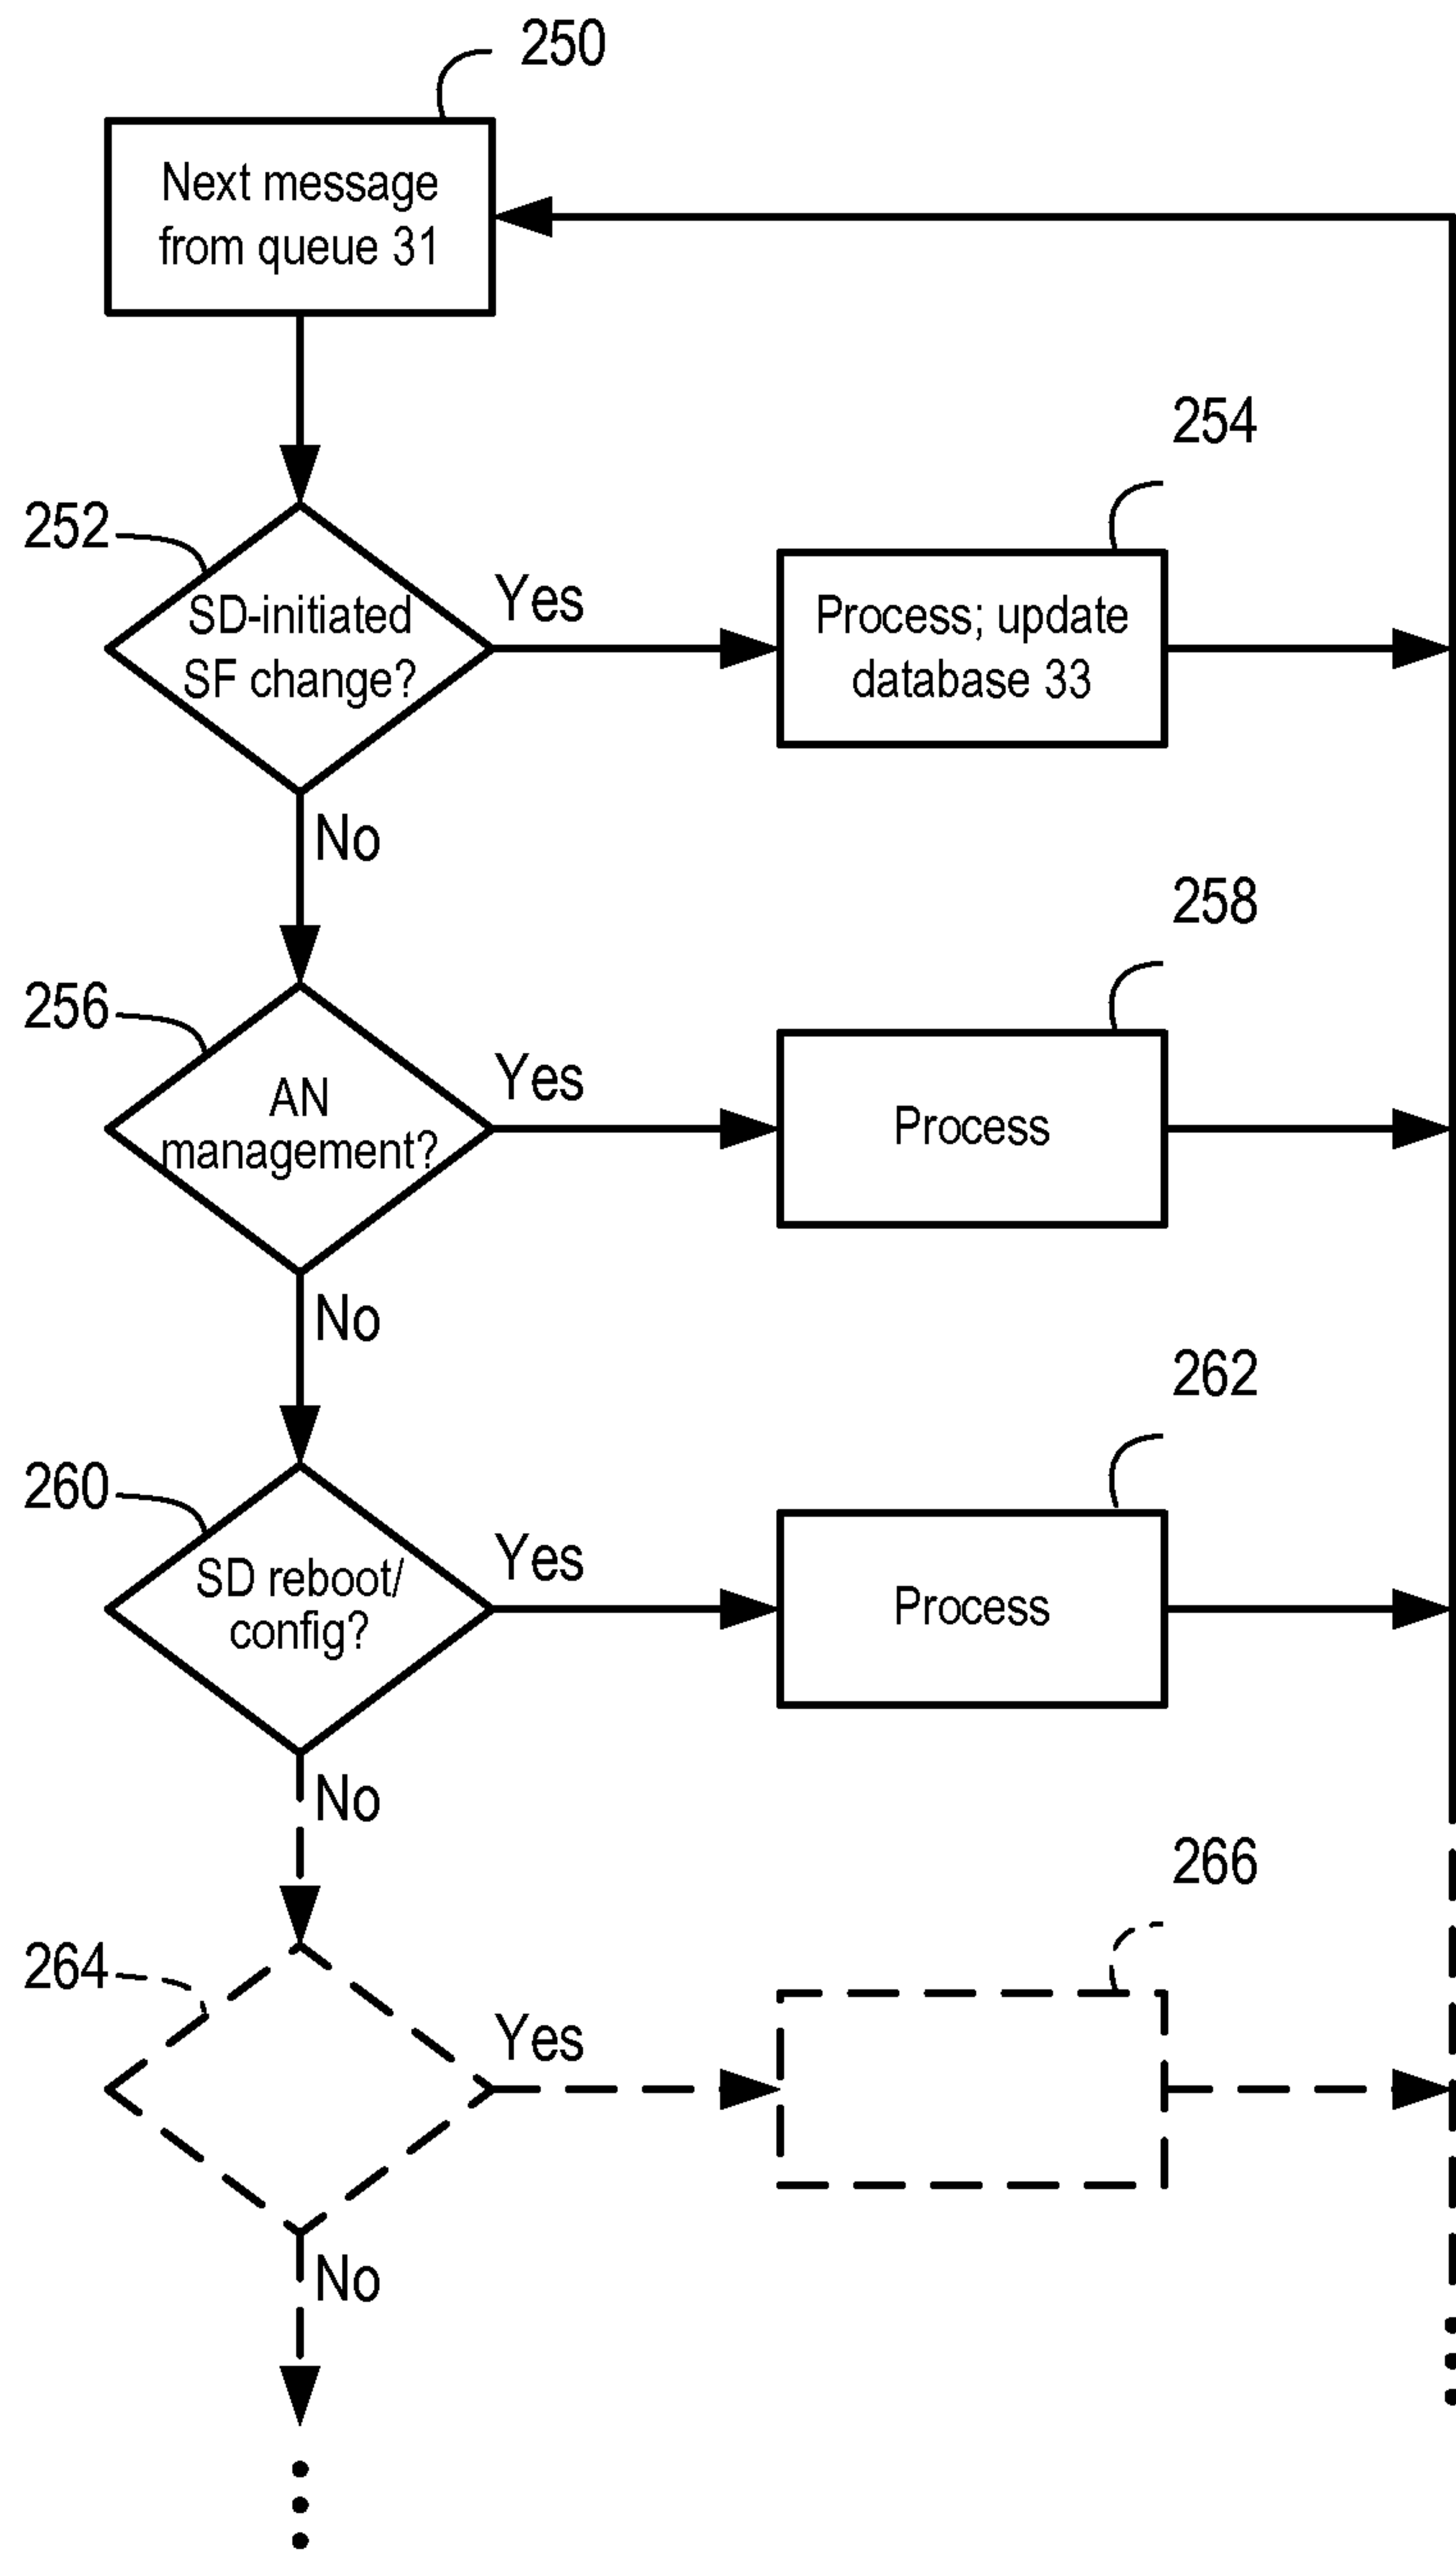 250
Next message
from queue 31
254
252
SD-initiated
SF change?
Yes
Process; update
database 33
No
258
256
AN
management?
Yes
Process
No
262
260
SD reboot/
config?
Yes
Process
No
266
264
Yes
No